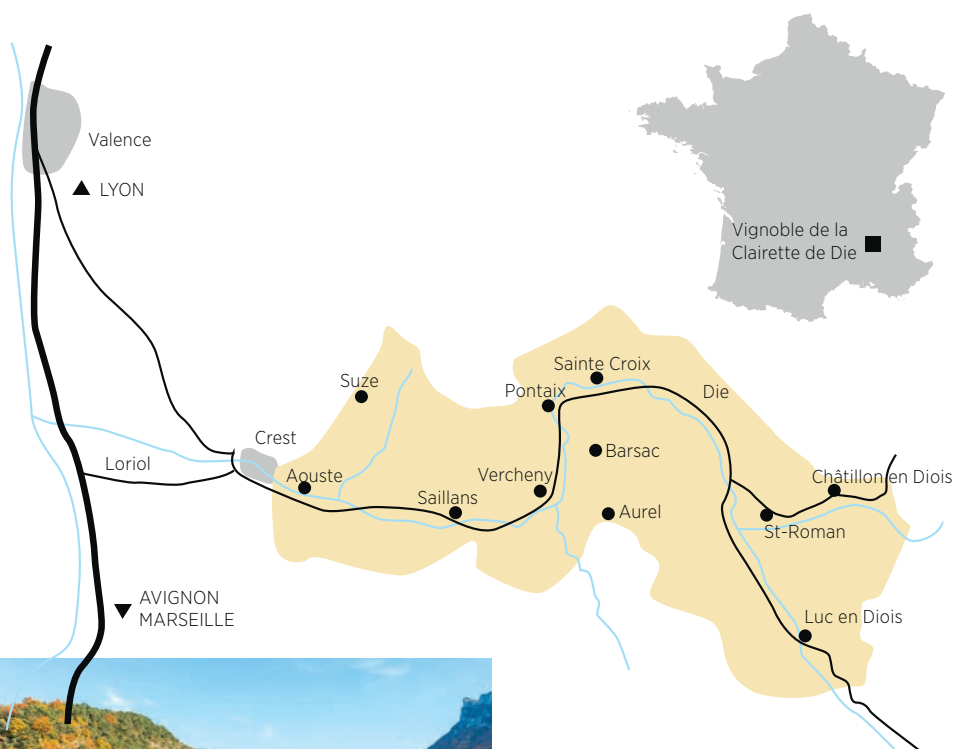 Valence
LYON
Vignoble de la
Clairette de Die
Sainte Croix
Suze
Pontaix
Die
Crest
Barsac
Loriol
Aouste
Vercheny
Châtillon en Diois
Saillans
Aurel
St-Roman
AVIGNON
MARSEILLE
Luc en Diois